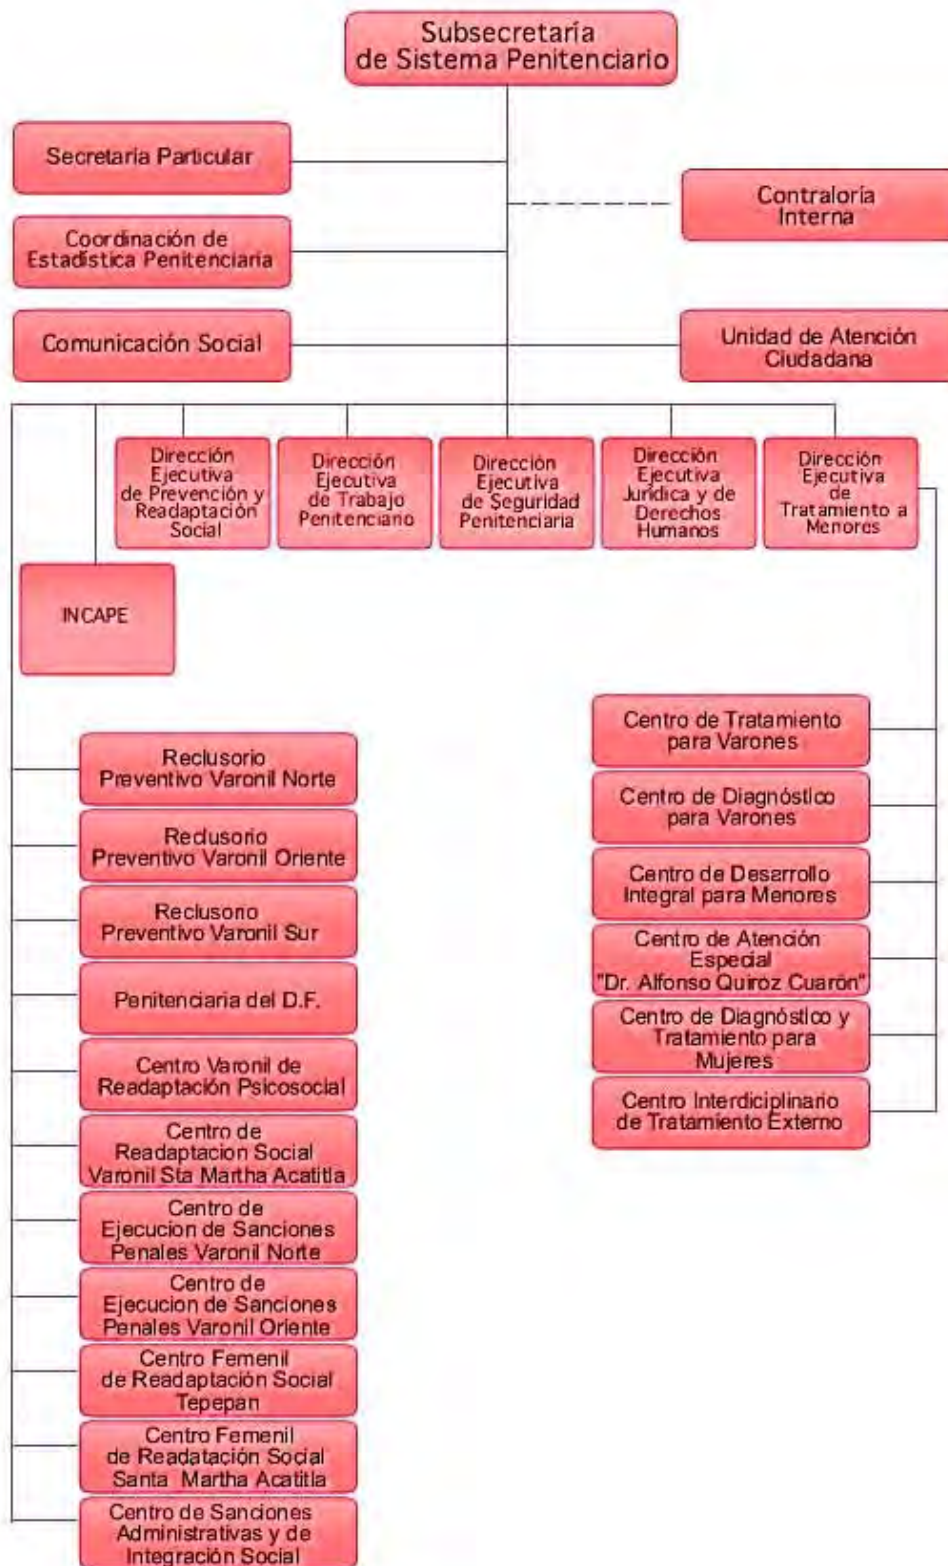 Subsecretaría
de Sistema Penitenciario
Secretaría Particular
Contraloría
Interna
Coordinación de
Estadística Penitenciaria
Comunicación Social
Unidad de Atención
Ciudadana
Dirección
Ejecutiva
de Prevención y
Readaptación
Social
Dirección
Ejecutiva
de Trabajo
Penitenciario
Dirección
Ejecutiva
de Seguridad
Penitenciaria
Dirección
Ejecutiva
Jurídica y de
Derechos
Humanos
Dirección
Ejecutiva
de
Tratamiento a
Menores
INCAPE
Reclusorio
Preventivo Varonil Norte
Reclusorio
Preventivo Varonil Oriente
Reclusorio
Preventivo Varonil Sur
Penitenciaria del D.F.
Centro Varonil de
Readaptación Psicosocial
Centro de
Readaptacion Social
Varonil Sta Martha Acatitla
Centro de
Ejecucion de Sanciones
Penales Varonil Norte
Centro de
Ejecucion de Sanciones
Penales Varonil Oriente
Centro Femenil
de Readaptación Social
Tepepan
Centro Femenil
de Readatación Social
Santa Martha Acatitla
Centro de Sanciones
Administrativas y de
Integración Social
Centro de Tratamiento
para Varones
Centro de Diagnóstico
para Varones
Centro de Desarrollo
Integral para Menores
Centro de Atención
Especial
"Dr. Alfonso Quiroz Cuarón"
Centro de Diagnóstico y
Tratamiento para
Mujeres
Centro Interdiciplinario
de Tratamiento Externo